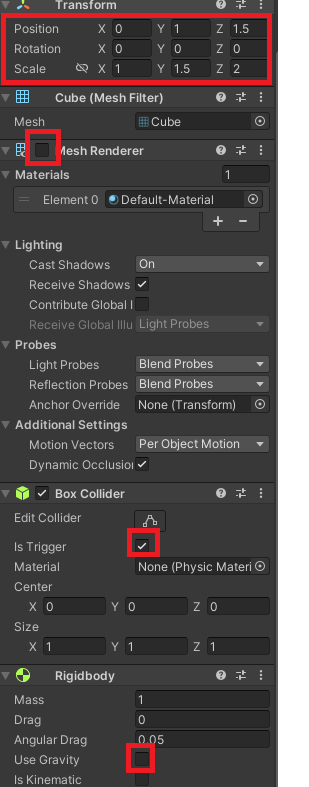 Transform
Position X 0 Y 1 Z 1.5
Rotation X 0 Y 0 Z 0
Scale X 1 Y 1.5 Z 2
Cube (Mesh Filter)
Mesh Cube
Mesh Renderer
Materials 1
Element 0 Default-Material
+ −
Lighting
Cast Shadows On
Receive Shadows
Contribute Global I
Receive Global Illu Light Probes
Probes
Light Probes Blend Probes
Reflection Probes Blend Probes
Anchor Override None (Transform)
Additional Settings
Motion Vectors Per Object Motion
Dynamic Occlusion
Box Collider
Edit Collider
Is Trigger
Material None (Physic Materi
Center
X 0 Y 0 Z 0
Size
X 1 Y 1 Z 1
Rigidbody
Mass 1
Drag 0
Angular Drag 0.05
Use Gravity
Is Kinematic